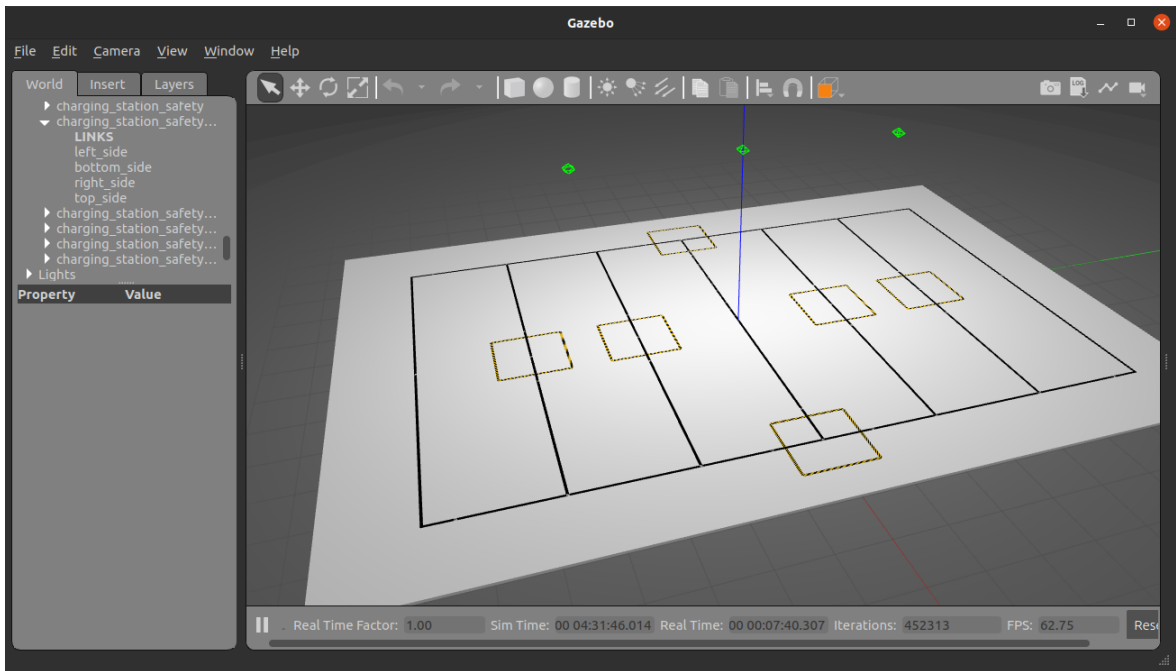 Gazebo
File Edit Camera View Window Help
World Insert Layers
charging_station_safety
charging_station_safety...
LINKS
left_side
bottom_side
right_side
top_side
charging_station_safety...
charging_station_safety...
charging_station_safety...
charging_station_safety...
Lights
Property Value
LOG
Real Time Factor: 1.00 Sim Time: 00 04:31:46.014 Real Time: 00 00:07:40.307 Iterations: 452313 FPS: 62.75 Rese